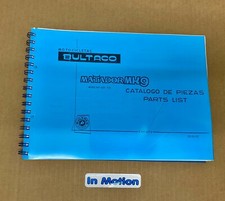 MOTOCICLETAS
BULTACO
MATADOR MK9
CATALOGO DE PIEZAS
PARTS LIST
In Motion